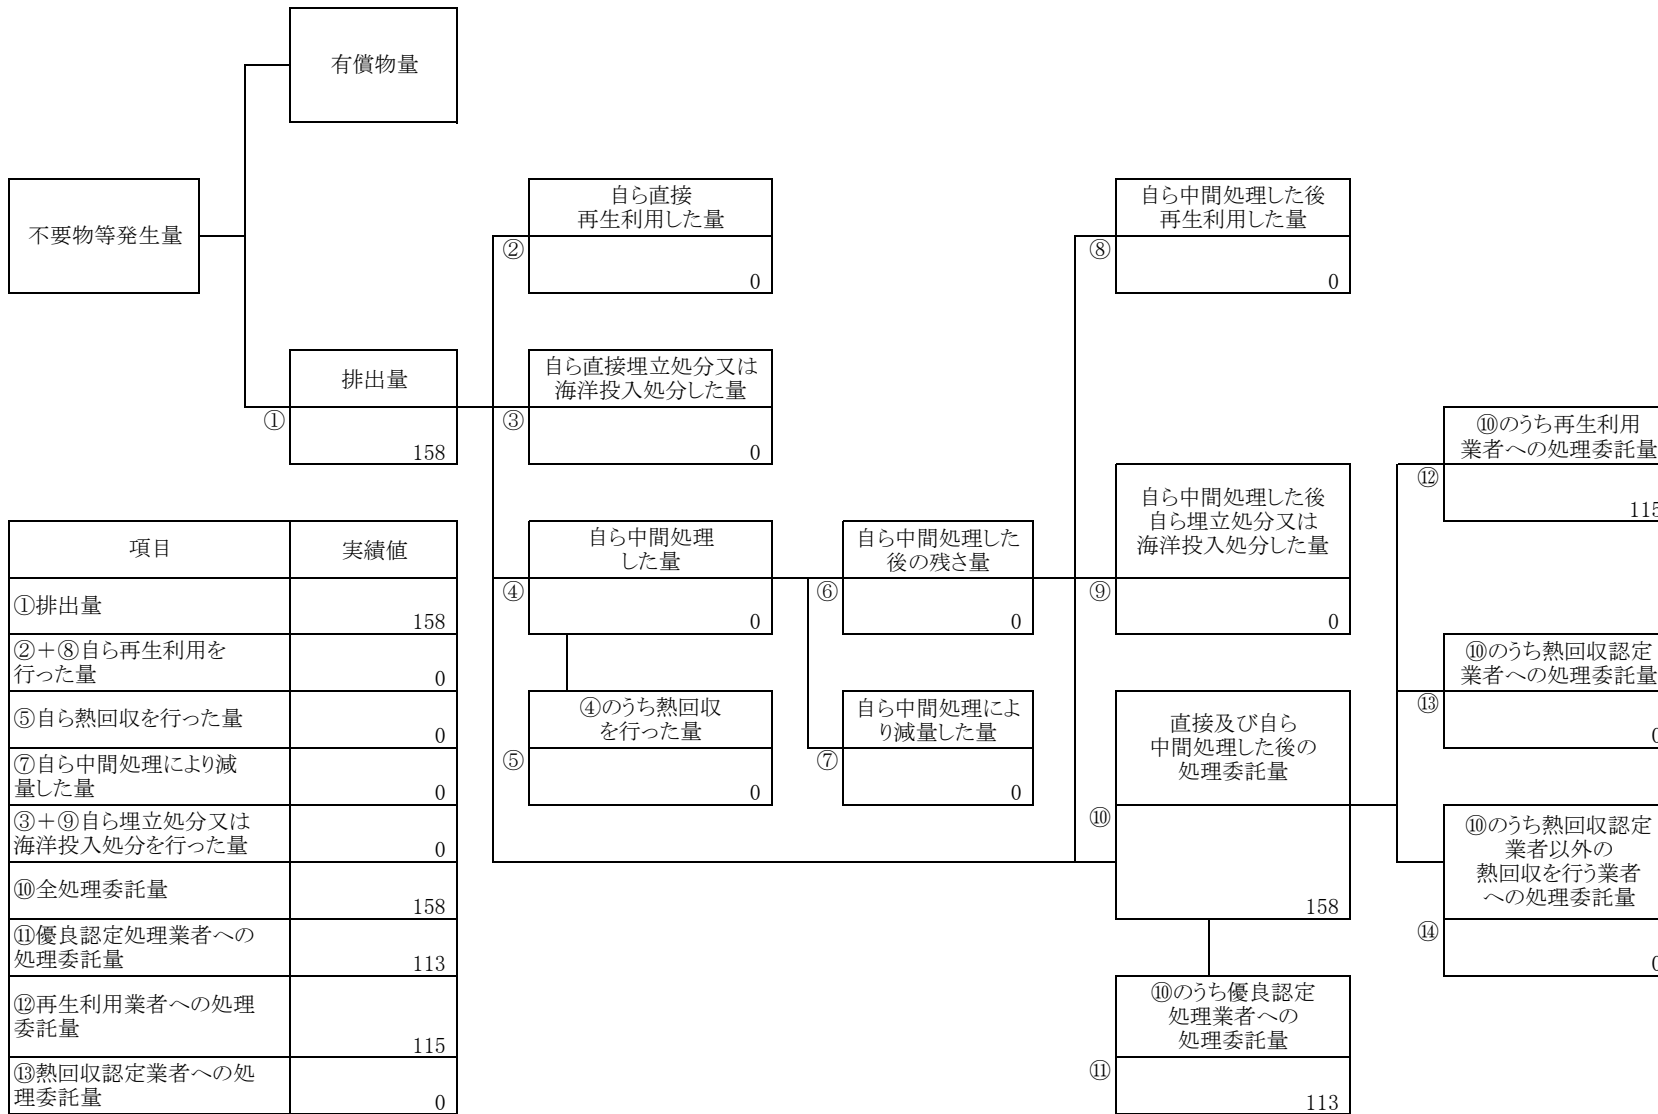 有償物量
不要物等発生量
自ら直接
再生利用した量
②
0
自ら中間処理した後
再生利用した量
⑧
0
排出量
①
158
自ら直接埋立処分又は
海洋投入処分した量
③
0
⑩のうち再生利用
業者への処理委託量
⑫
115
自ら中間処理
した量
④
0
自ら中間処理した
後の残さ量
⑥
0
自ら中間処理した後
自ら埋立処分又は
海洋投入処分した量
⑨
0
⑩のうち熱回収認定
業者への処理委託量
⑬
0
④のうち熱回収
を行った量
⑤
0
自ら中間処理によ
り減量した量
⑦
0
直接及び自ら
中間処理した後の
処理委託量
⑩
158
⑩のうち熱回収認定
業者以外の
熱回収を行う業者
への処理委託量
⑭
0
⑩のうち優良認定
処理業者への
処理委託量
⑪
113
項目 実績値
①排出量 158
②＋⑧自ら再生利用を
行った量 0
⑤自ら熱回収を行った量 0
⑦自ら中間処理により減
量した量 0
③＋⑨自ら埋立処分又は
海洋投入処分を行った量 0
⑩全処理委託量 158
⑪優良認定処理業者への
処理委託量 113
⑫再生利用業者への処理
委託量 115
⑬熱回収認定業者への処
理委託量 0